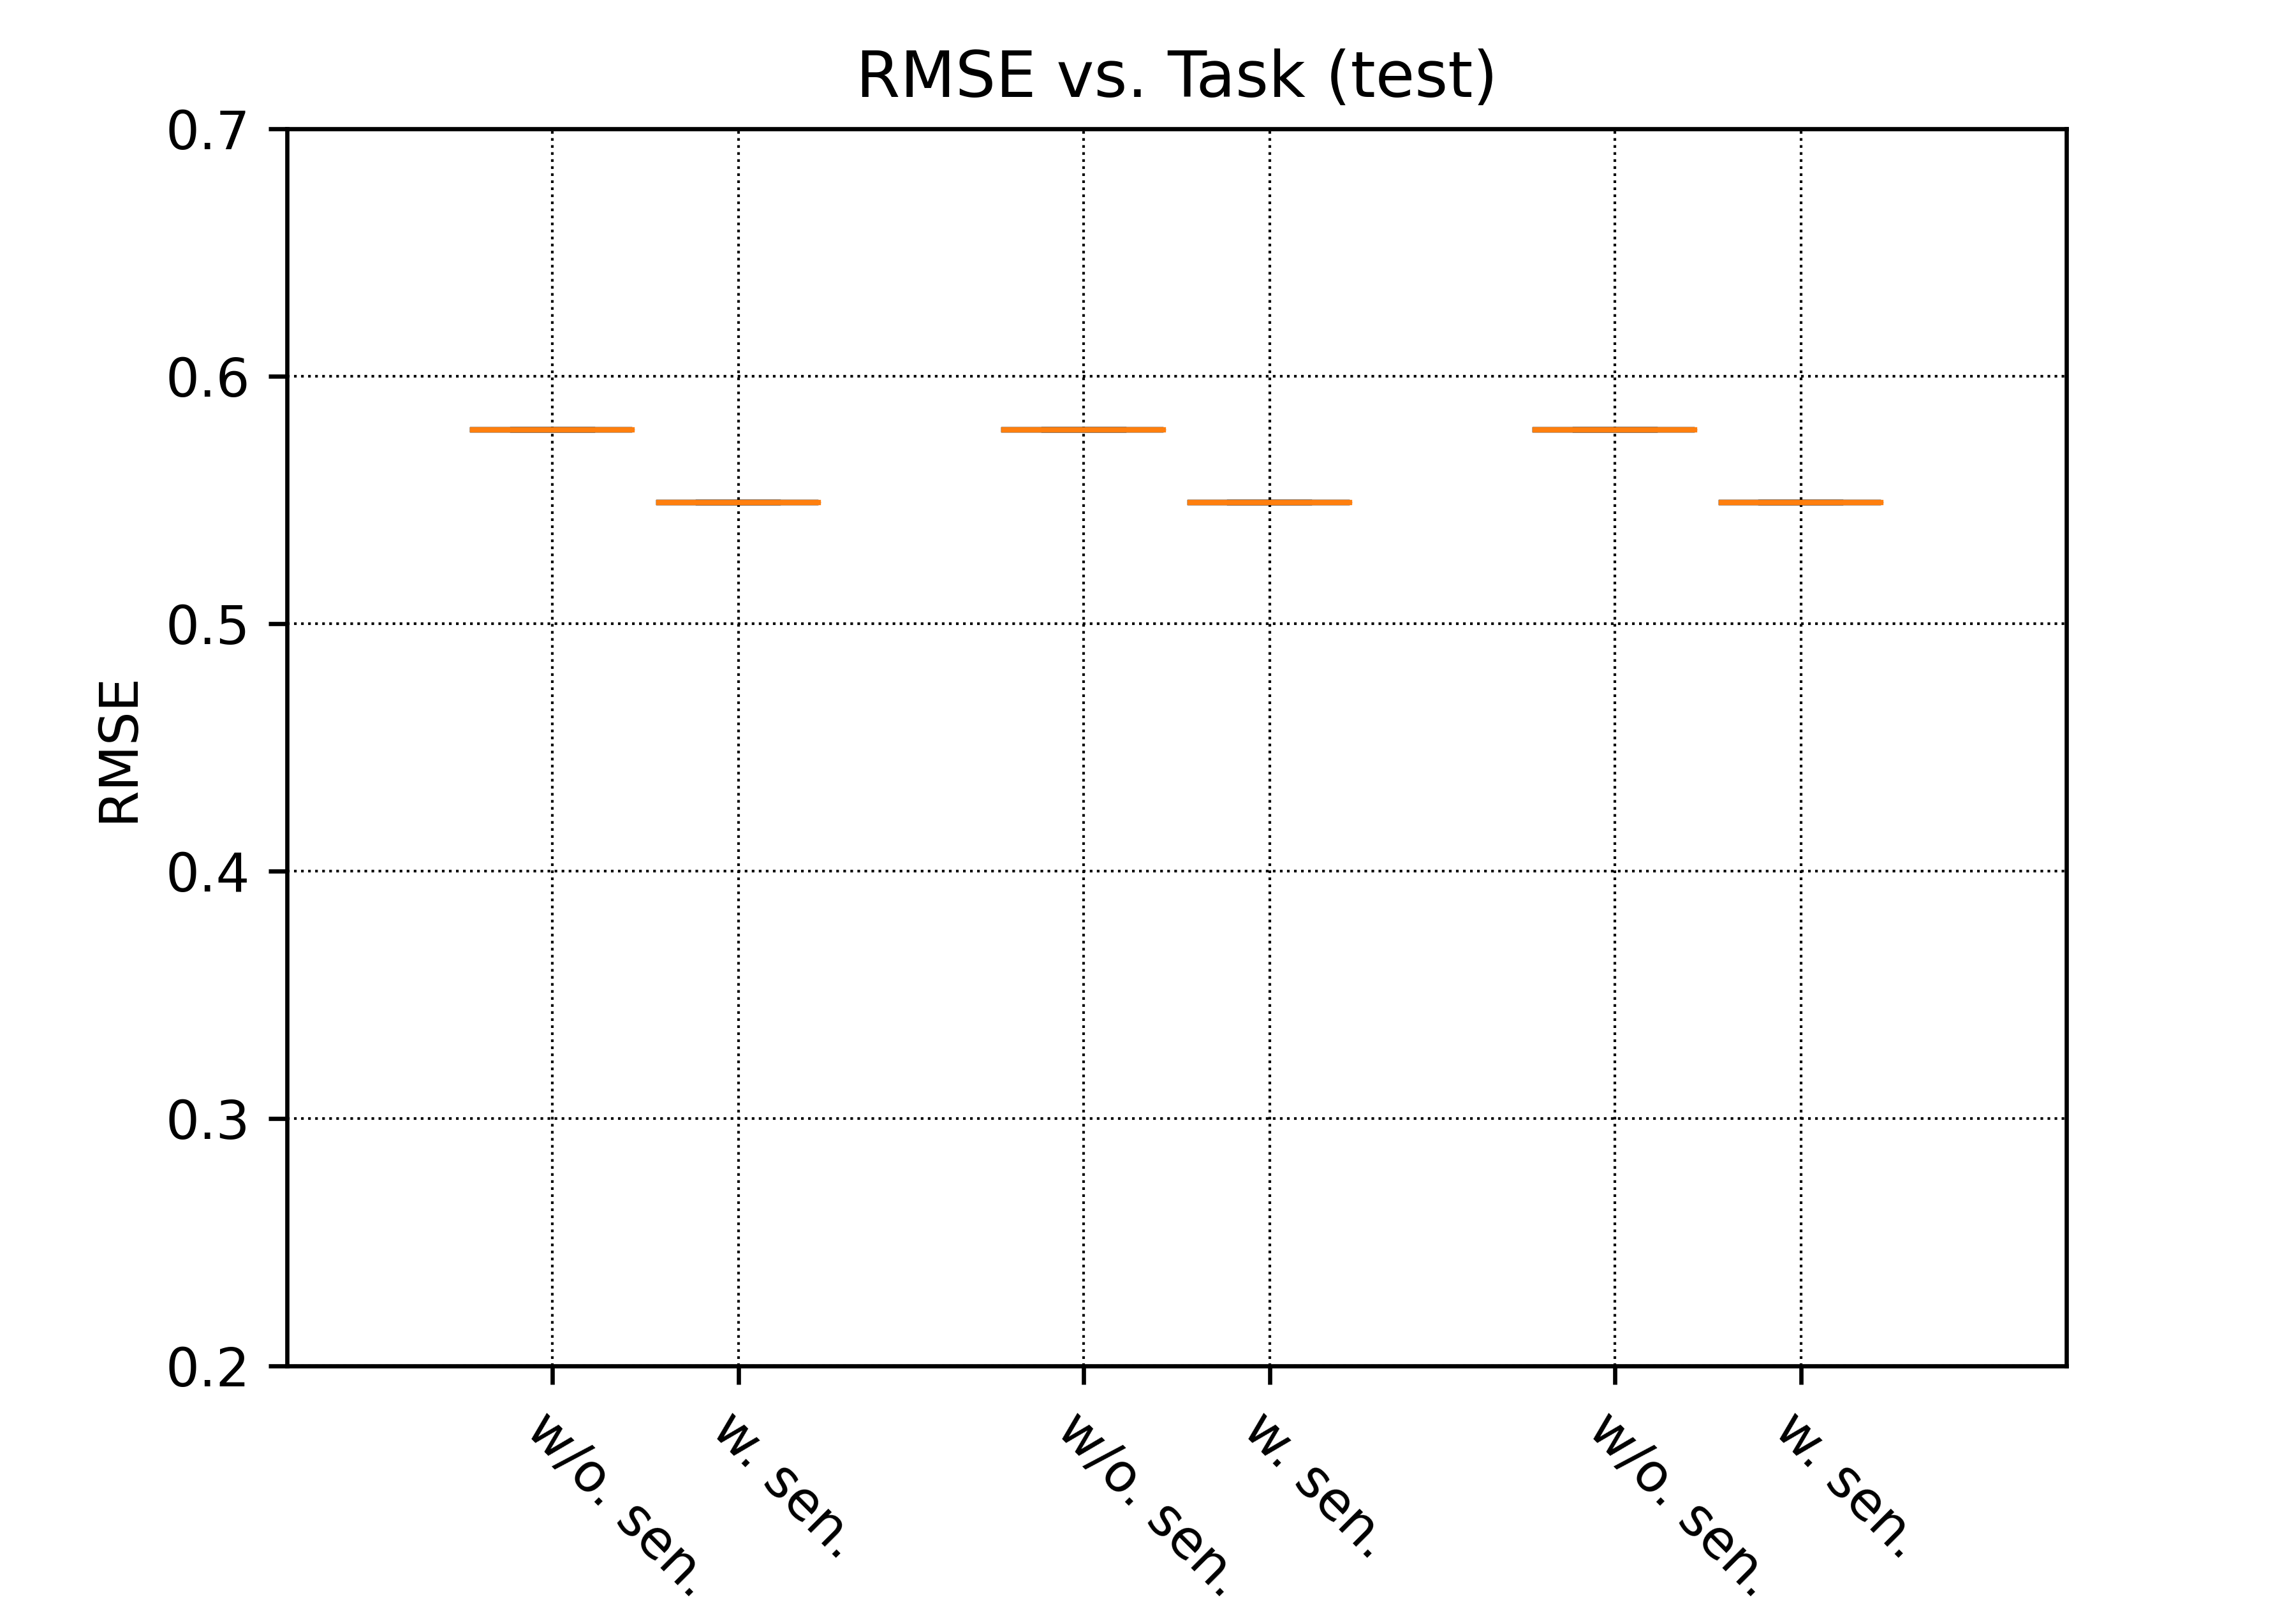 RMSE vs. Task (test)
0.7
0.6
0.5
0.4
0.3
0.2
RMSE
w/o. sen.
w. sen.
w/o. sen.
w. sen.
w/o. sen.
w. sen.